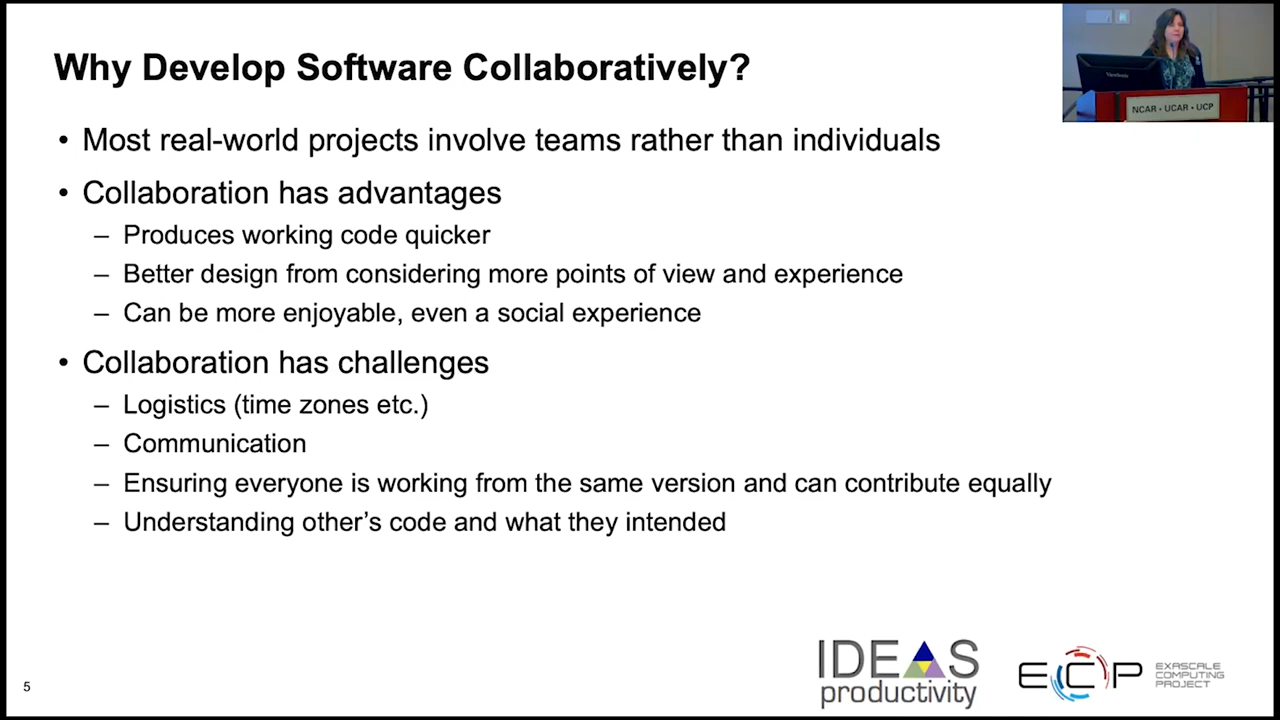 Why Develop Software Collaboratively?
• Most real-world projects involve teams rather than individuals
• Collaboration has advantages
– Produces working code quicker
– Better design from considering more points of view and experience
– Can be more enjoyable, even a social experience
• Collaboration has challenges
– Logistics (time zones etc.)
– Communication
– Ensuring everyone is working from the same version and can contribute equally
– Understanding other’s code and what they intended
NCAR • UCAR • UCP
ViewSonic
5
IDEAS
productivity
ECP
EXASCALE
COMPUTING
PROJECT